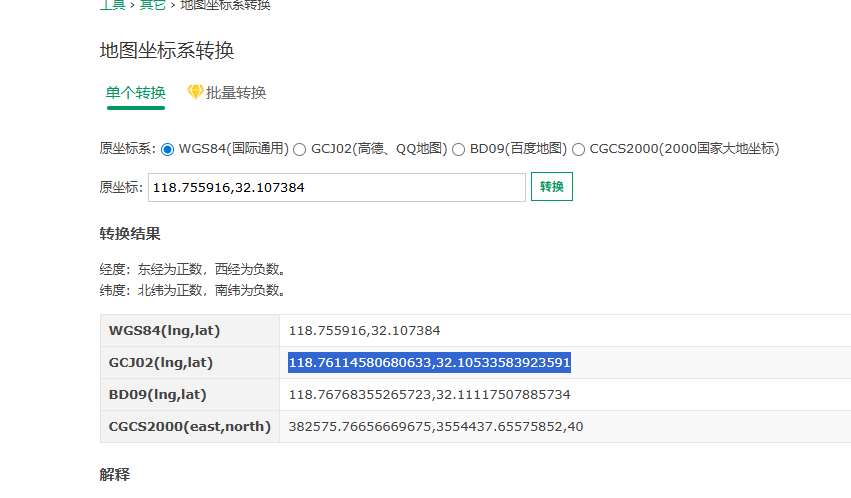 工具 › 其它 › 地图坐标系转换
地图坐标系转换
单个转换 批量转换
原坐标系: WGS84(国际通用) GCJ02(高德、QQ地图) BD09(百度地图) CGCS2000(2000国家大地坐标)
原坐标: 118.755916,32.107384 转换
转换结果
经度：东经为正数，西经为负数。
纬度：北纬为正数，南纬为负数。
WGS84(lng,lat) 118.755916,32.107384
GCJ02(lng,lat) 118.76114580680633,32.10533583923591
BD09(lng,lat) 118.76768355265723,32.11117507885734
CGCS2000(east,north) 382575.76656669675,3554437.65575852,40
解释